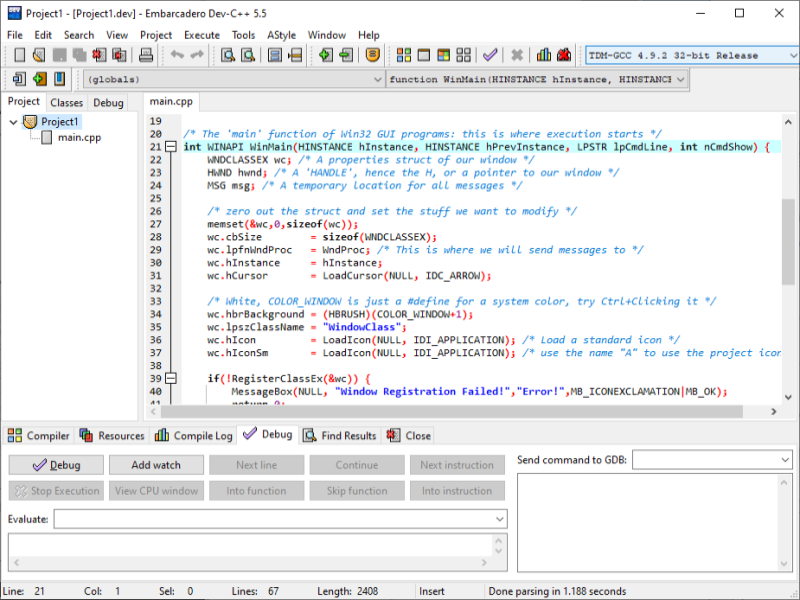 Project1 - [Project1.dev] - Embarcadero Dev-C++ 5.5
File Edit Search View Project Execute Tools AStyle Window Help
TDM-GCC 4.9.2 32-bit Release
(globals) function WinMain(HINSTANCE hInstance, HINSTANCE
Project Classes Debug main.cpp
Project1
main.cpp
19
20 /* The 'main' function of Win32 GUI programs: this is where execution starts */
21 int WINAPI WinMain(HINSTANCE hInstance, HINSTANCE hPrevInstance, LPSTR lpCmdLine, int nCmdShow) {
22 WNDCLASSEX wc; /* A properties struct of our window */
23 HWND hwnd; /* A 'HANDLE', hence the H, or a pointer to our window */
24 MSG msg; /* A temporary location for all messages */
25
26 /* zero out the struct and set the stuff we want to modify */
27 memset(&wc,0,sizeof(wc));
28 wc.cbSize = sizeof(WNDCLASSEX);
29 wc.lpfnWndProc = WndProc; /* This is where we will send messages to */
30 wc.hInstance = hInstance;
31 wc.hCursor = LoadCursor(NULL, IDC_ARROW);
32
33 /* White, COLOR_WINDOW is just a #define for a system color, try Ctrl+Clicking it */
34 wc.hbrBackground = (HBRUSH)(COLOR_WINDOW+1);
35 wc.lpszClassName = "WindowClass";
36 wc.hIcon = LoadIcon(NULL, IDI_APPLICATION); /* Load a standard icon */
37 wc.hIconSm = LoadIcon(NULL, IDI_APPLICATION); /* use the name "A" to use the project icon
38
39 if(!RegisterClassEx(&wc)) {
40 MessageBox(NULL, "Window Registration Failed!","Error!",MB_ICONEXCLAMATION|MB_OK);
41 return 0;
Compiler Resources Compile Log Debug Find Results Close
Debug Add watch Next line Continue Next instruction Send command to GDB:
Stop Execution View CPU window Into function Skip function Into instruction
Evaluate:
Line: 21 Col: 1 Sel: 0 Lines: 67 Length: 2408 Insert Done parsing in 1.188 seconds